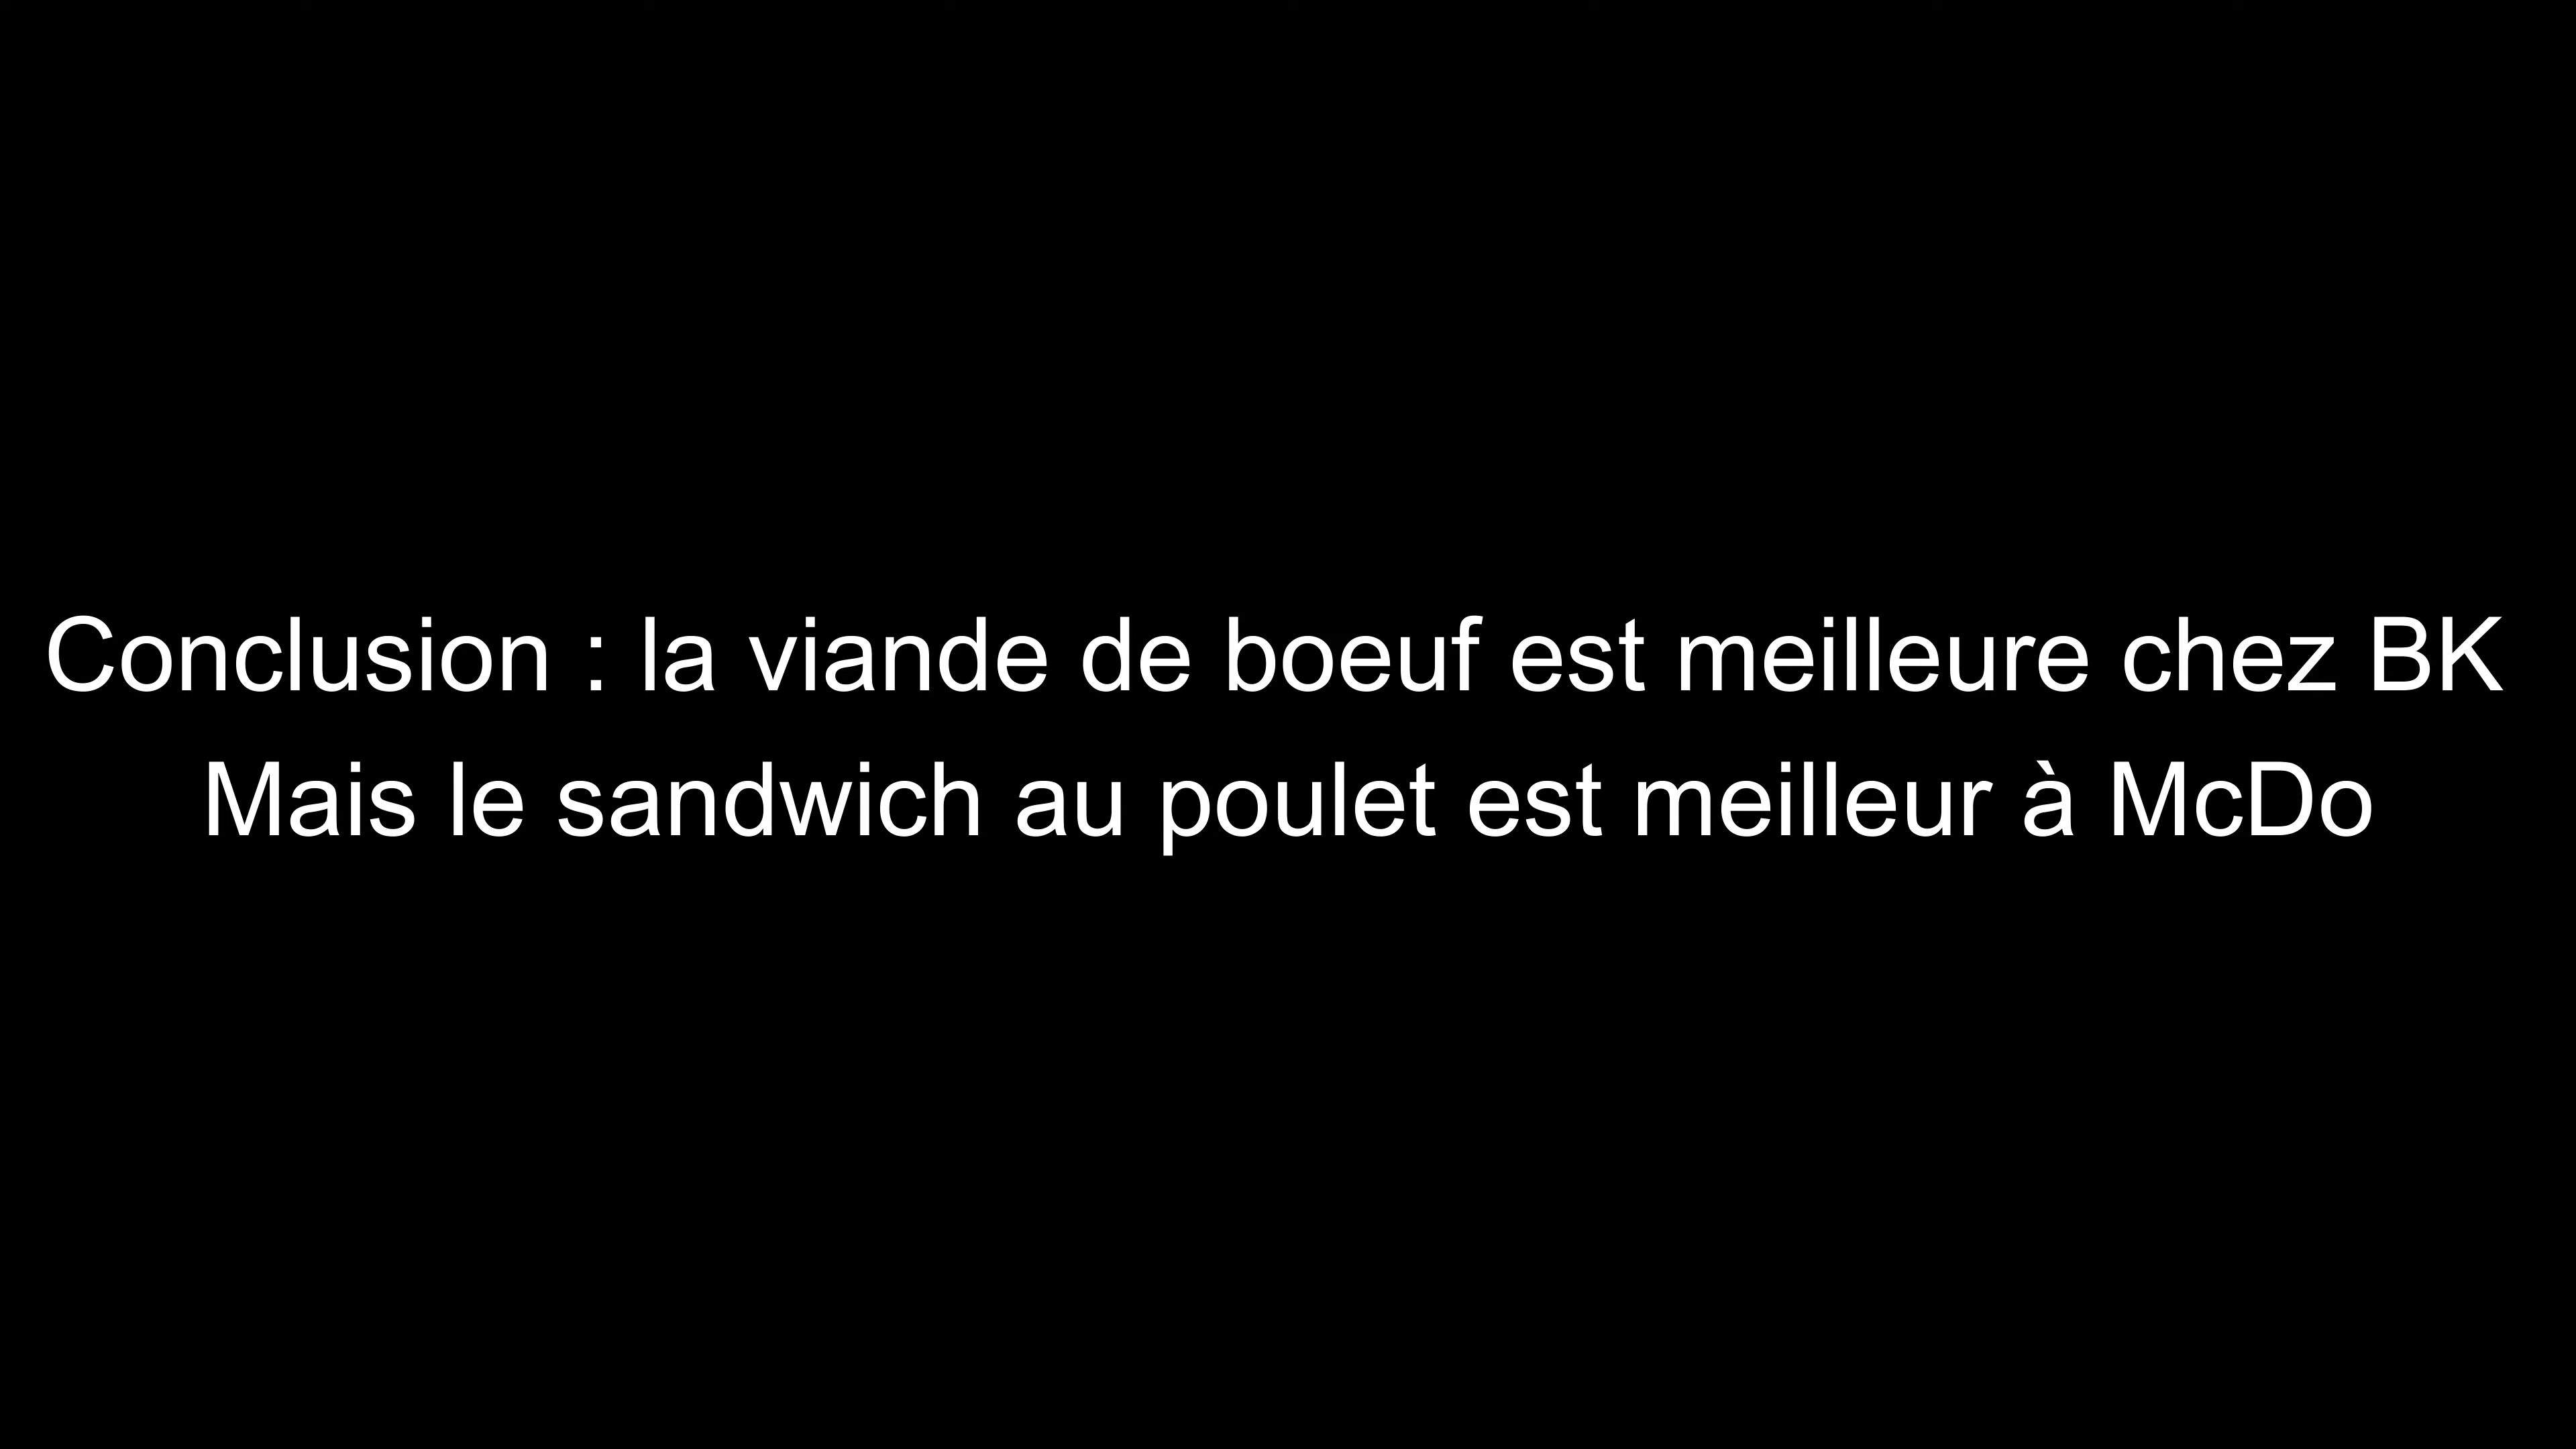 Conclusion : la viande de boeuf est meilleure chez BK
Mais le sandwich au poulet est meilleur à McDo